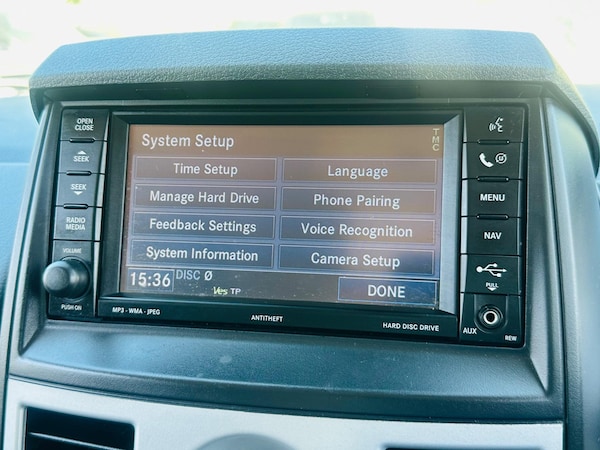 OPEN
CLOSE
SEEK
SEEK
RADIO
MEDIA
VOLUME
PUSH ON
System Setup
TMC
Time Setup
Language
Manage Hard Drive
Phone Pairing
Feedback Settings
Voice Recognition
System Information
Camera Setup
15:36
DISC Ø
Yes TP
DONE
MENU
NAV
PULL
AUX
REW
MP3 - WMA - JPEG
ANTITHEFT
HARD DISC DRIVE